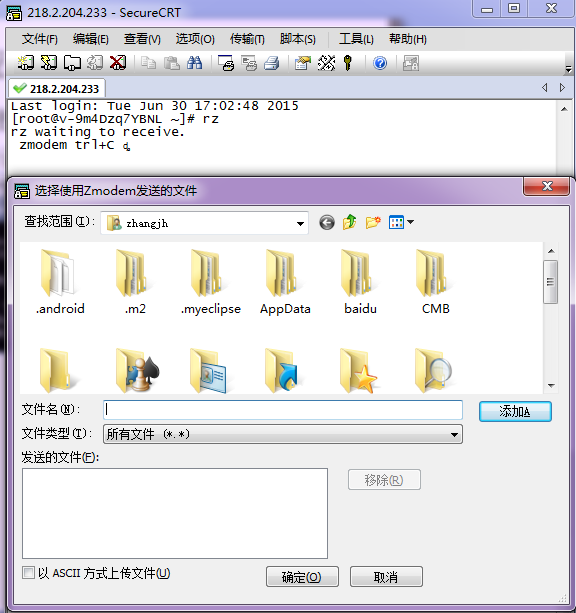 218.2.204.233 - SecureCRT
文件(F) 编辑(E) 查看(V) 选项(O) 传输(T) 脚本(S) 工具(L) 帮助(H)
218.2.204.233
Last login: Tue Jun 30 17:02:48 2015
[root@v-9m4Dzq7YBNL ~]# rz
rz waiting to receive.
zmodem trl+C
选择使用Zmodem发送的文件
查找范围(I): zhangjh
.android .m2 .myeclipse AppData baidu CMB
文件名(N): 添加A
文件类型(T): 所有文件 (*.*)
发送的文件(F):
移除(R)
以 ASCII 方式上传文件(U) 确定(O) 取消